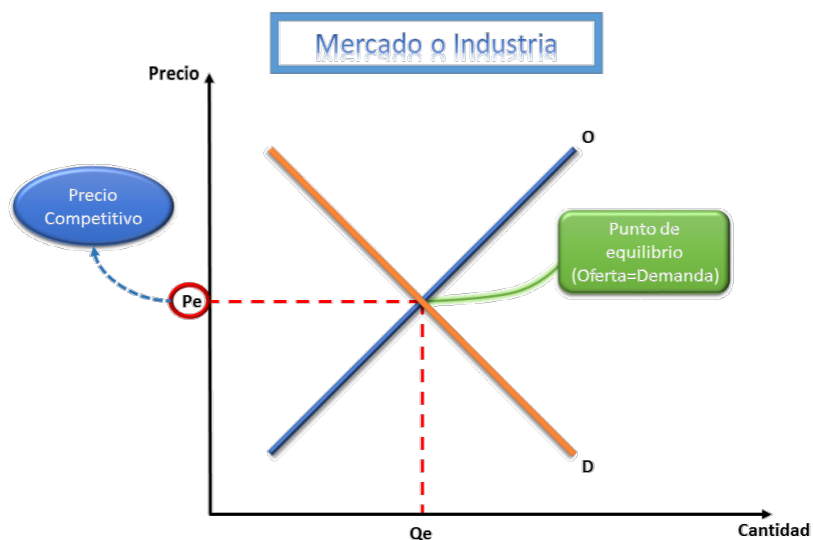 Mercado o Industria
Precio
O
Precio
Competitivo
Punto de
equilibrio
(Oferta=Demanda)
Pe
D
Qe
Cantidad